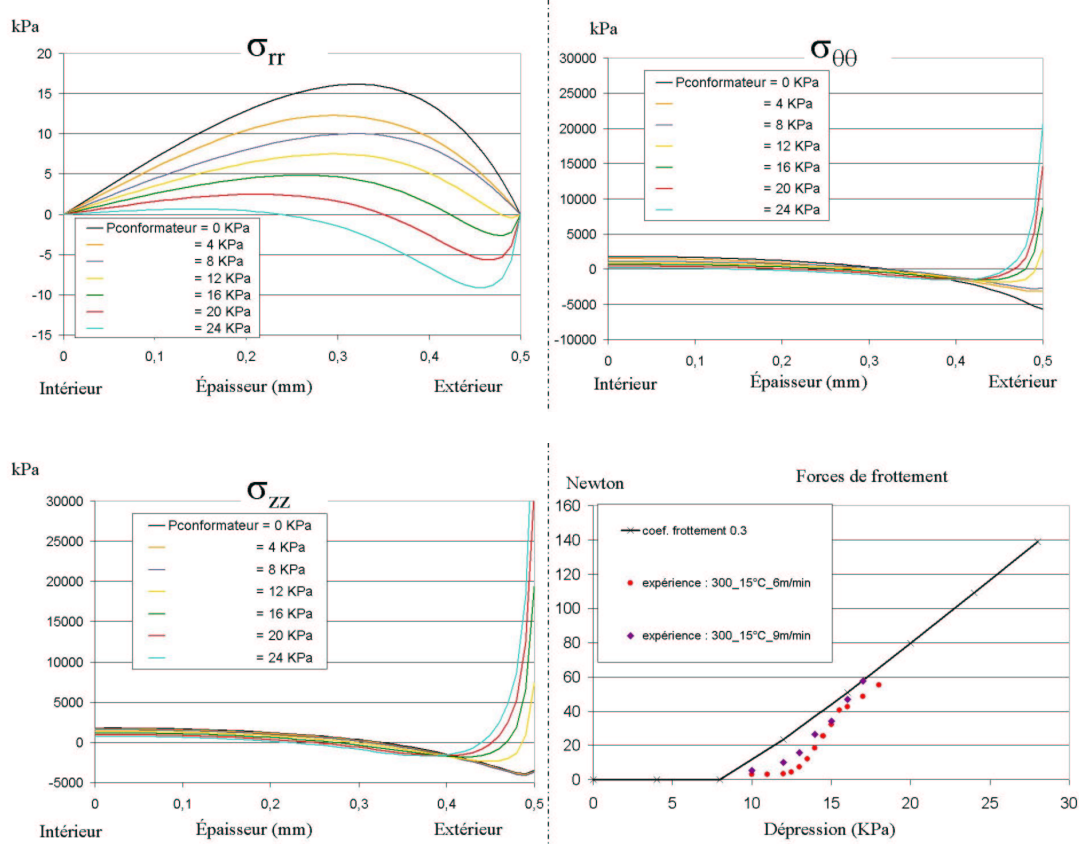 kPa
σrr
20
15
10
5
0
-5
-10
-15
Pconformateur = 0 KPa
= 4 KPa
= 8 KPa
= 12 KPa
= 16 KPa
= 20 KPa
= 24 KPa
0 0,1 0,2 0,3 0,4 0,5
Intérieur Épaisseur (mm) Extérieur
kPa
σθθ
30000
25000
20000
15000
10000
5000
0
-5000
-10000
Pconformateur = 0 KPa
= 4 KPa
= 8 KPa
= 12 KPa
= 16 KPa
= 20 KPa
= 24 KPa
0 0,1 0,2 0,3 0,4 0,5
Intérieur Épaisseur (mm) Extérieur
kPa
σzz
30000
25000
20000
15000
10000
5000
0
-5000
Pconformateur = 0 KPa
= 4 KPa
= 8 KPa
= 12 KPa
= 16 KPa
= 20 KPa
= 24 KPa
0 0,1 0,2 0,3 0,4 0,5
Intérieur Épaisseur (mm) Extérieur
Forces de frottement
Newton
160
140
120
100
80
60
40
20
0
coef. frottement 0.3
expérience : 300_15°C_6m/min
expérience : 300_15°C_9m/min
0 5 10 15 20 25 30
Dépression (KPa)